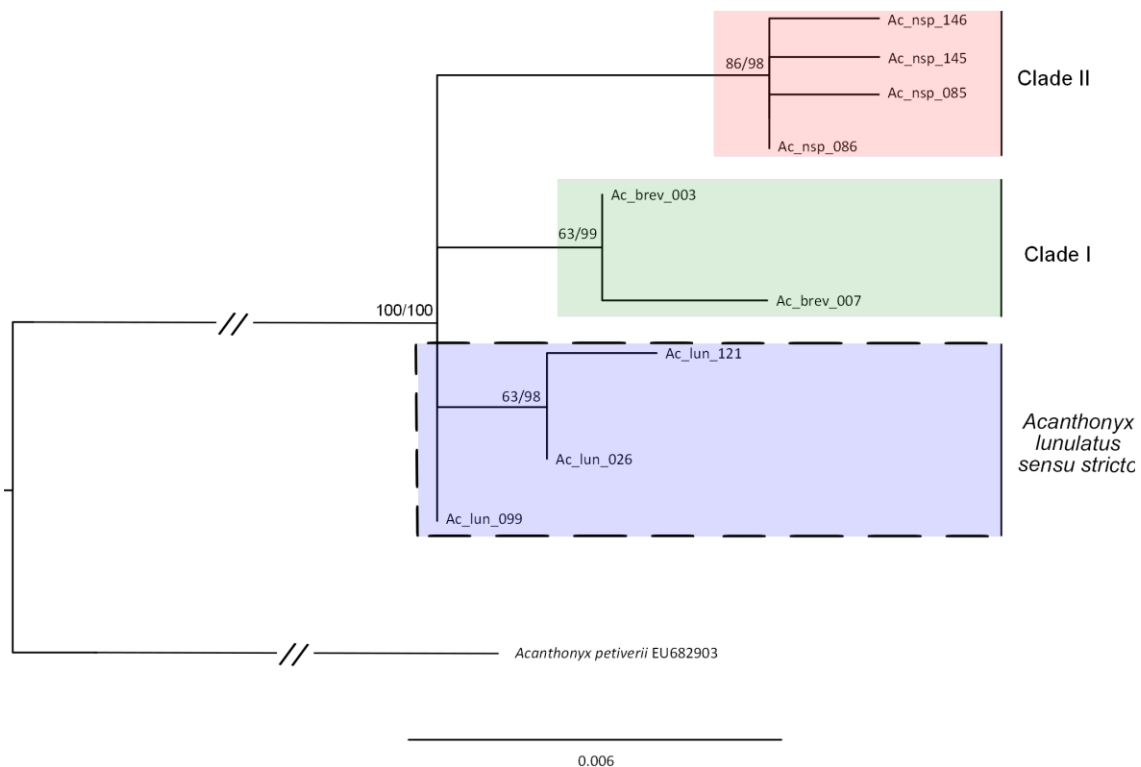 Ac_nsp_146
86/98
Ac_nsp_145
Clade II
Ac_nsp_085
Ac_nsp_086
Ac_brev_003
63/99
Clade I
Ac_brev_007
100/100
Ac_lun_121
63/98
Acanthonyx
lunulatus
sensu stricto
Ac_lun_026
Ac_lun_099
Acanthonyx petiverii EU682903
0.006